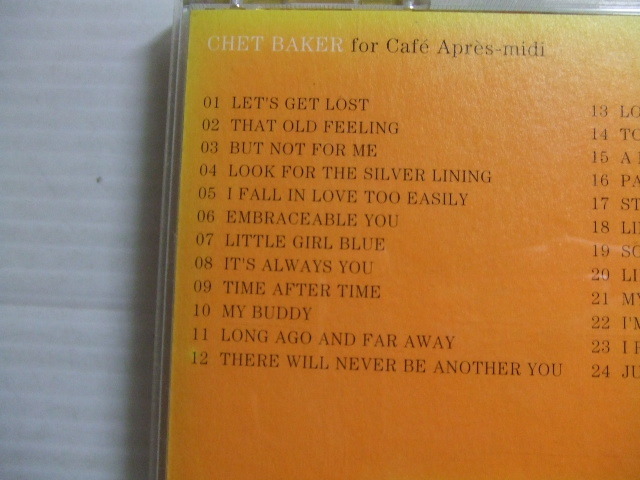 CHET BAKER for Café Après-midi
01 LET'S GET LOST
02 THAT OLD FEELING
03 BUT NOT FOR ME
04 LOOK FOR THE SILVER LINING
05 I FALL IN LOVE TOO EASILY
06 EMBRACEABLE YOU
07 LITTLE GIRL BLUE
08 IT'S ALWAYS YOU
09 TIME AFTER TIME
10 MY BUDDY
11 LONG AGO AND FAR AWAY
12 THERE WILL NEVER BE ANOTHER YOU
13
14
15 A
16
17
18
19
20
21 MY
22 I'M
23 I
24